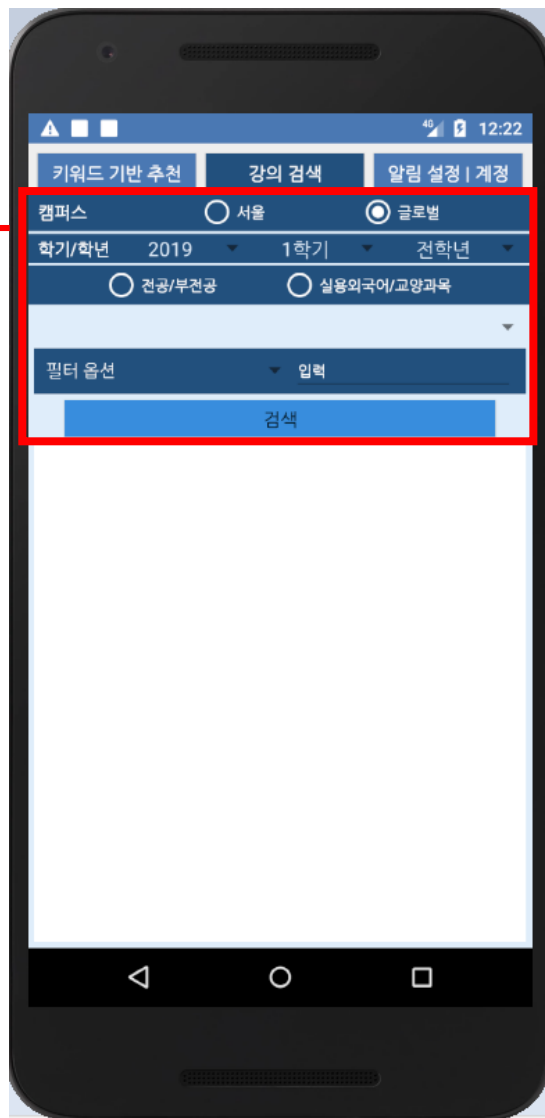 4G 12:22
키워드 기반 추천 강의 검색 알림 설정 | 계정
캠퍼스 서울 글로벌
학기/학년 2019 1학기 전학년
전공/부전공 실용외국어/교양과목
필터 옵션 입력
검색